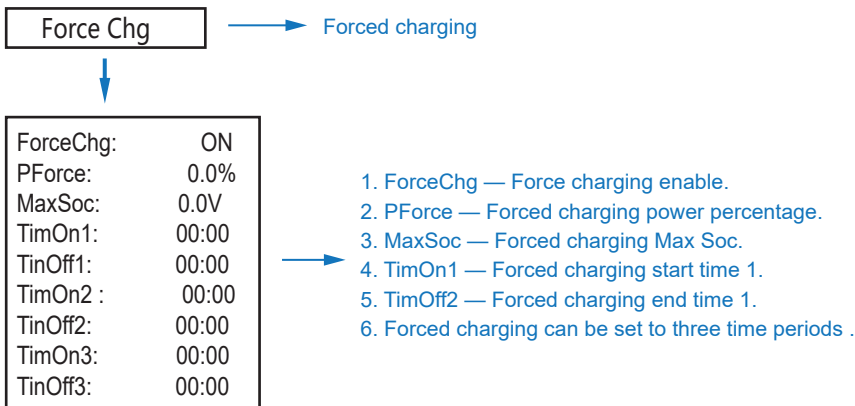 Force Chg
Forced charging
ForceChg: ON
PForce: 0.0%
MaxSoc: 0.0V
TimOn1: 00:00
TinOff1: 00:00
TimOn2 : 00:00
TinOff2: 00:00
TimOn3: 00:00
TinOff3: 00:00
1. ForceChg — Force charging enable.
2. PForce — Forced charging power percentage.
3. MaxSoc — Forced charging Max Soc.
4. TimOn1 — Forced charging start time 1.
5. TimOff2 — Forced charging end time 1.
6. Forced charging can be set to three time periods .